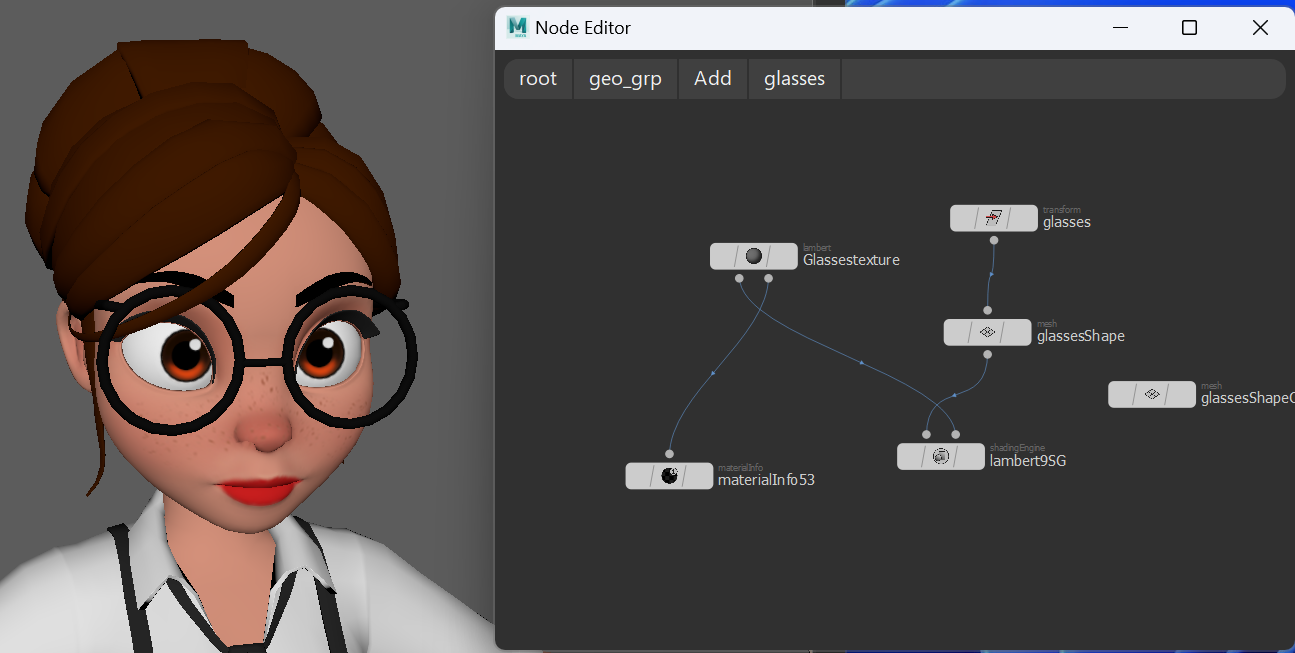 Node Editor
root geo_grp Add glasses
transform
glasses
lambert
Glassestexture
mesh
glassesShape
mesh
glassesShapeO
shadingEngine
lambert9SG
materialInfo
materialInfo53